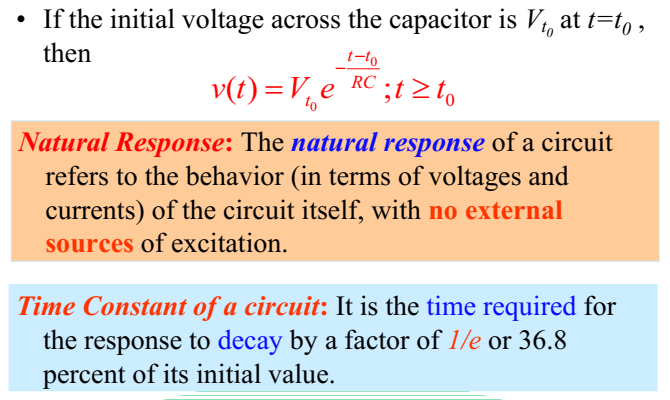 • If the initial voltage across the capacitor is V_{t_0} at t=t_0 ,
then
v(t) = V_{t_0} e^{-\frac{t-t_0}{RC}} ; t ≥ t_0
Natural Response: The natural response of a circuit
refers to the behavior (in terms of voltages and
currents) of the circuit itself, with no external
sources of excitation.
Time Constant of a circuit: It is the time required for
the response to decay by a factor of 1/e or 36.8
percent of its initial value.